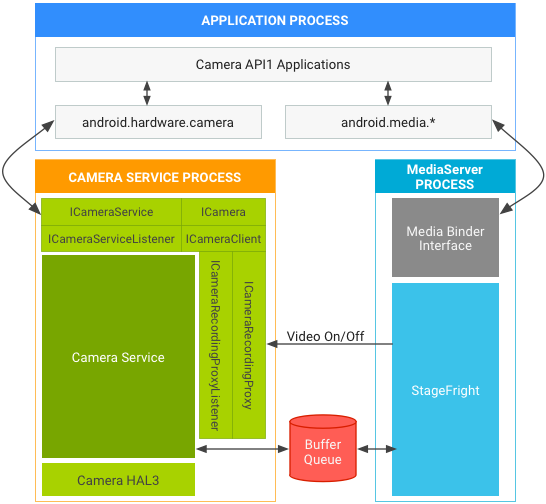 APPLICATION PROCESS
Camera API1 Applications
android.hardware.camera
android.media.*
CAMERA SERVICE PROCESS
MediaServer
PROCESS
ICameraService
ICamera
ICameraServiceListener
ICameraClient
Media Binder
Interface
ICameraRecordingProxyListener
ICameraRecordingProxy
Video On/Off
Camera Service
StageFright
Buffer
Queue
Camera HAL3